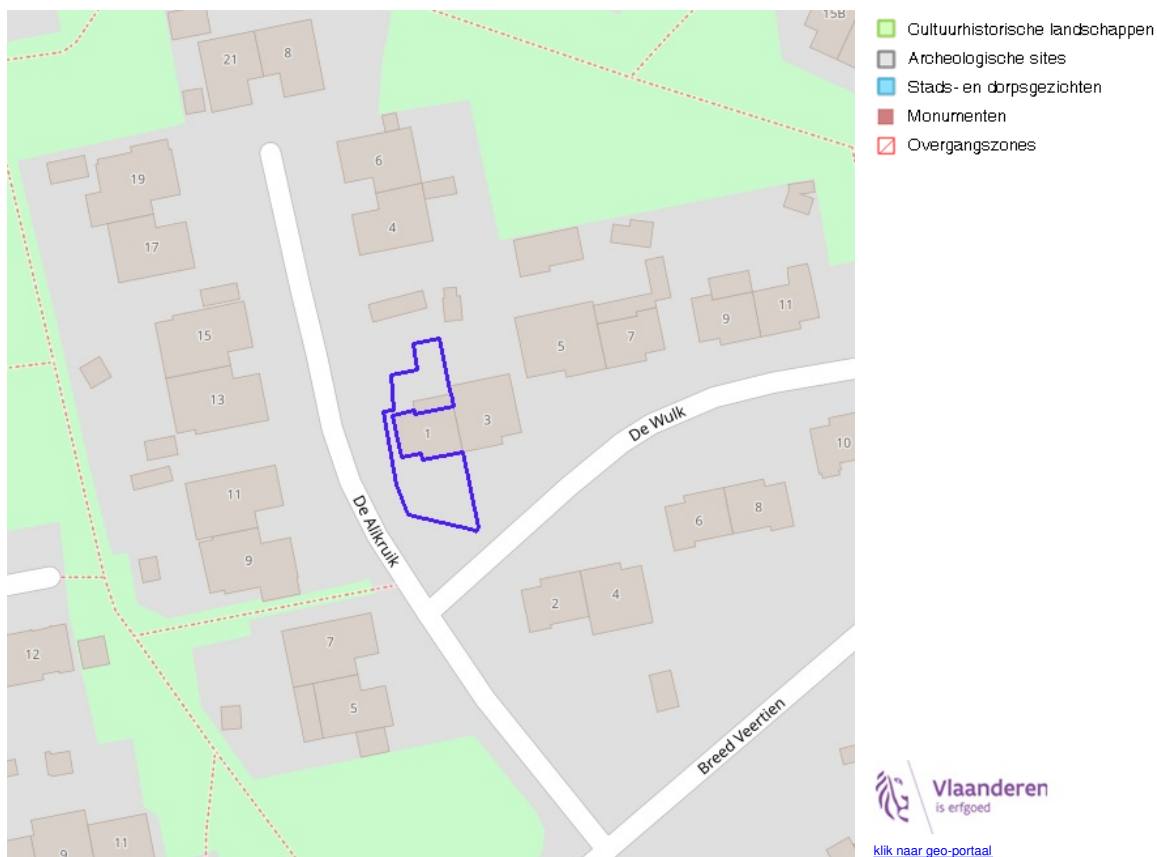 15B
21
8
6
19
4
17
11
9
15
5
7
13
3
1
De Wulk
10
11
8
6
De Alikruik
9
4
2
7
12
5
Breed Veertien
11
9
Cultuurhistorische landschappen
Archeologische sites
Stads- en dorpsgezichten
Monumenten
Overgangszones
Vlaanderen
is erfgoed
klik naar geo-portaal